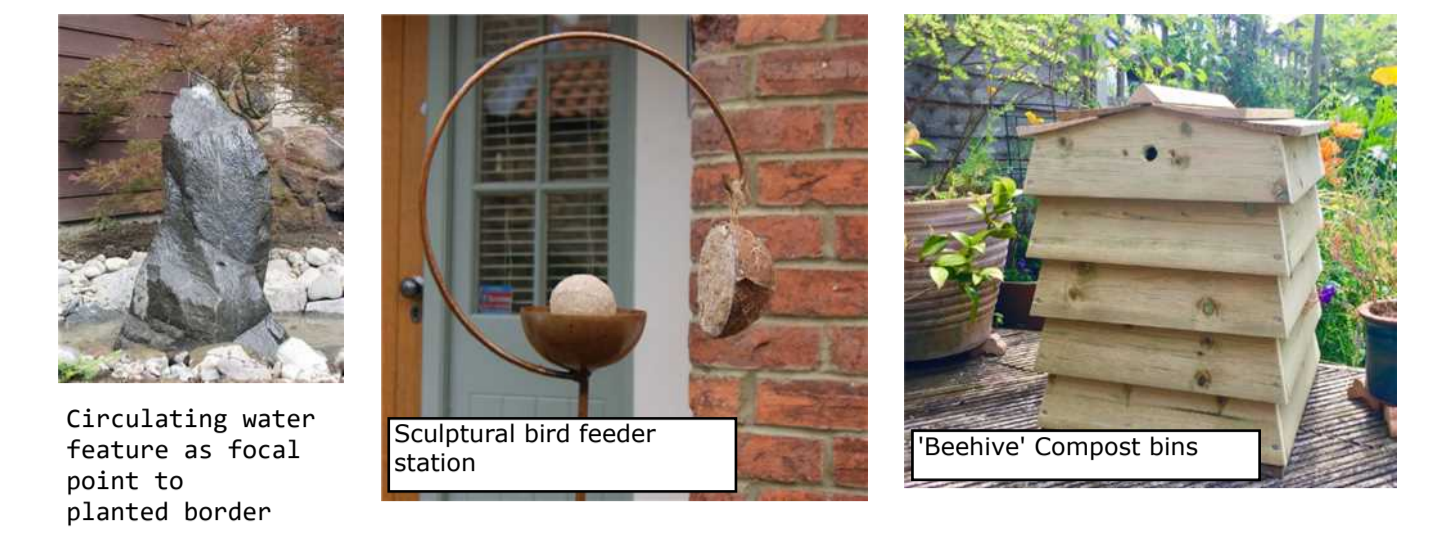 Circulating water
feature as focal
point to
planted border
Sculptural bird feeder
station
'Beehive' Compost bins